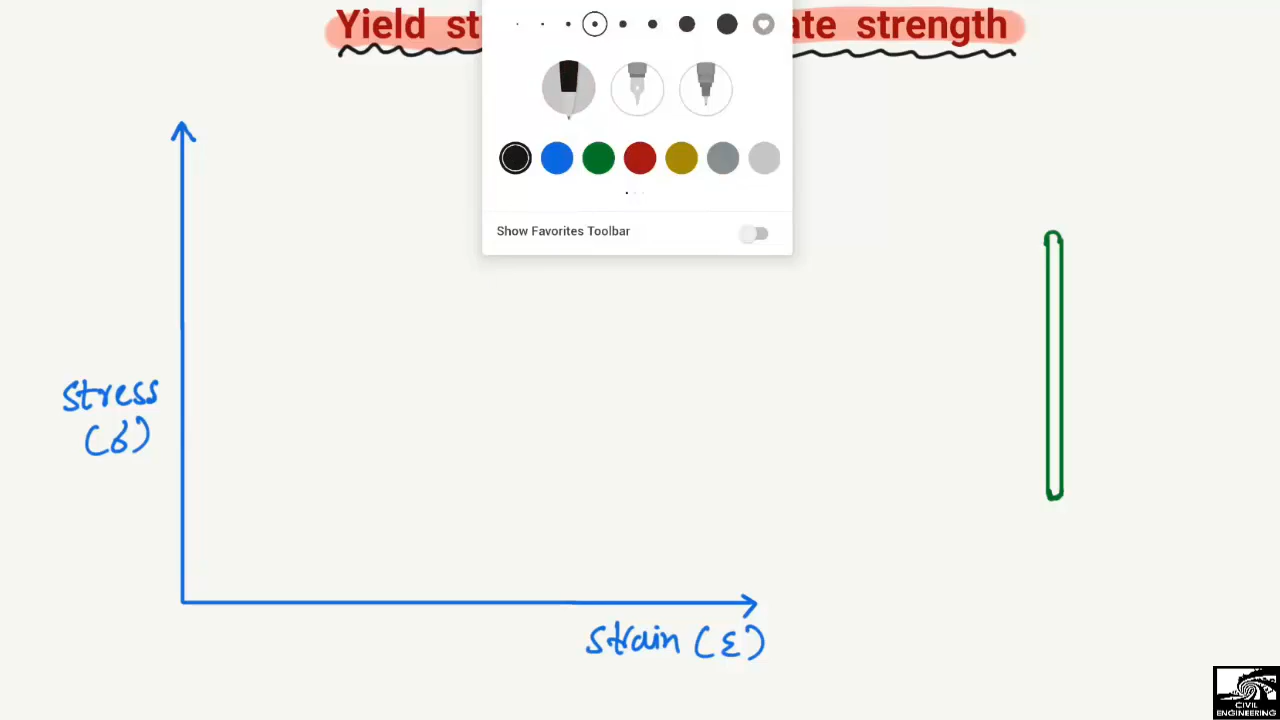 Yield st ate strength
Show Favorites Toolbar
stress
(σ)
strain (ε)
CIVIL
ENGINEERING